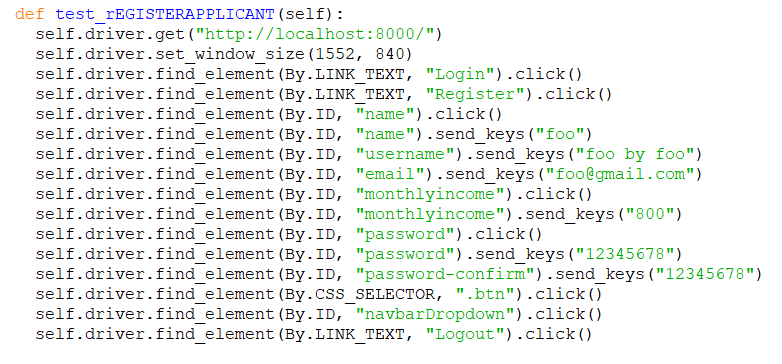 def test_rEGISTERAPPLICANT(self):
self.driver.get("http://localhost:8000/")
self.driver.set_window_size(1552, 840)
self.driver.find_element(By.LINK_TEXT, "Login").click()
self.driver.find_element(By.LINK_TEXT, "Register").click()
self.driver.find_element(By.ID, "name").click()
self.driver.find_element(By.ID, "name").send_keys("foo")
self.driver.find_element(By.ID, "username").send_keys("foo by foo")
self.driver.find_element(By.ID, "email").send_keys("foo@gmail.com")
self.driver.find_element(By.ID, "monthlyincome").click()
self.driver.find_element(By.ID, "monthlyincome").send_keys("800")
self.driver.find_element(By.ID, "password").click()
self.driver.find_element(By.ID, "password").send_keys("12345678")
self.driver.find_element(By.ID, "password-confirm").send_keys("12345678")
self.driver.find_element(By.CSS_SELECTOR, ".btn").click()
self.driver.find_element(By.ID, "navbarDropdown").click()
self.driver.find_element(By.LINK_TEXT, "Logout").click()